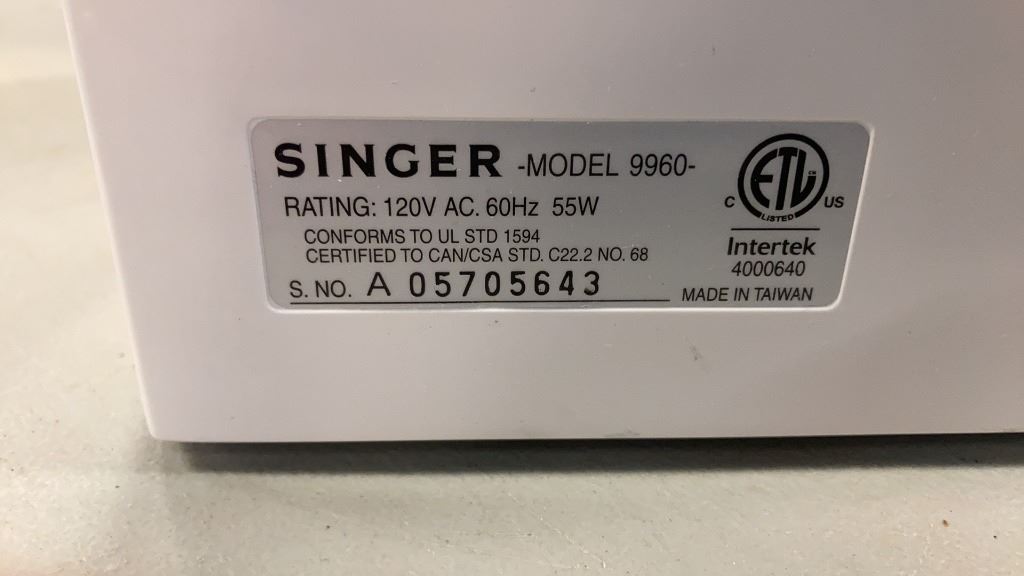 SINGER -MODEL 9960-
RATING: 120V AC. 60Hz 55W
CONFORMS TO UL STD 1594
CERTIFIED TO CAN/CSA STD. C22.2 NO. 68
S. NO. A 05705643
ETL
C US
LISTED
Intertek
4000640
MADE IN TAIWAN